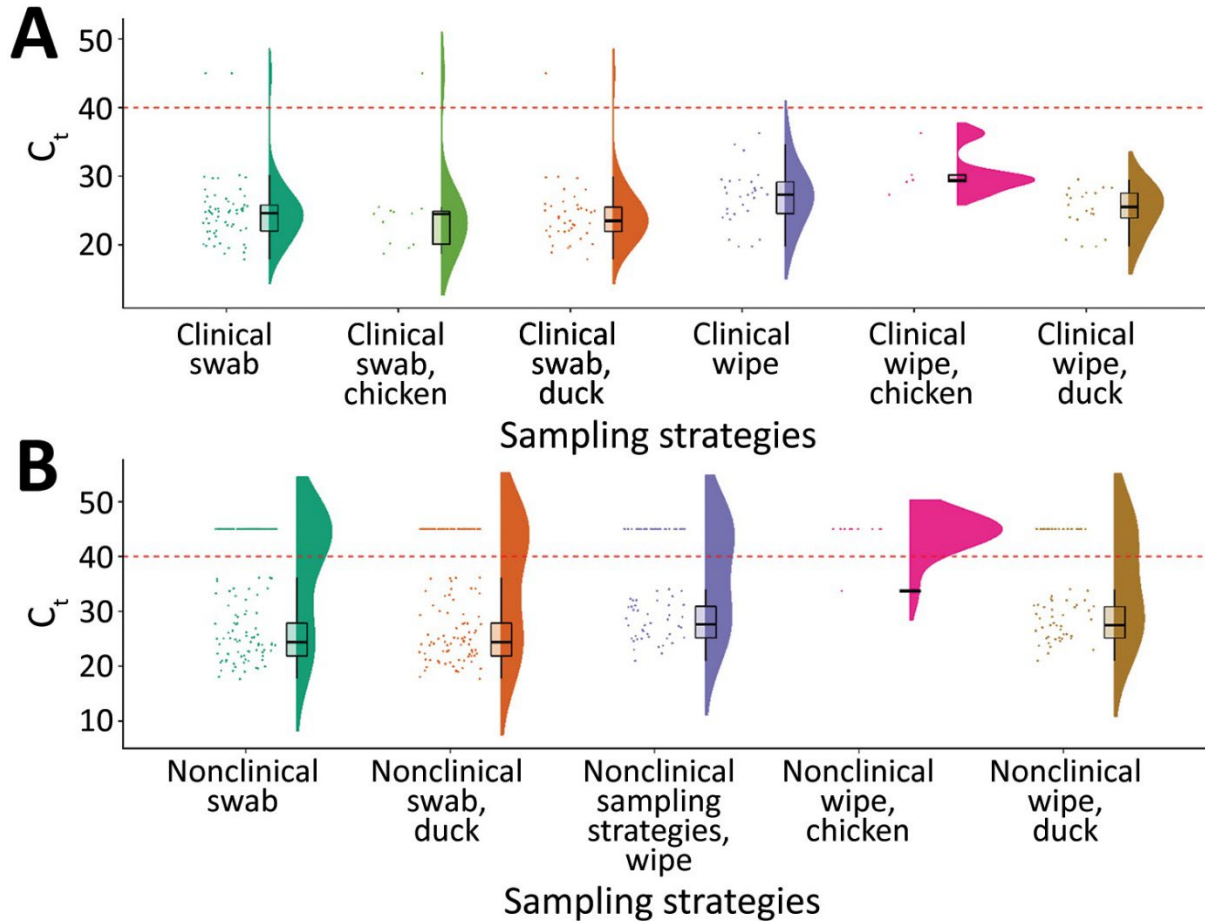 A
50
40
30
20
C_t
Clinical swab
Clinical swab, chicken
Clinical swab, duck
Clinical wipe
Clinical wipe, chicken
Clinical wipe, duck
Sampling strategies
B
50
40
30
20
10
C_t
Nonclinical swab
Nonclinical swab, duck
Nonclinical sampling strategies, wipe
Nonclinical wipe, chicken
Nonclinical wipe, duck
Sampling strategies